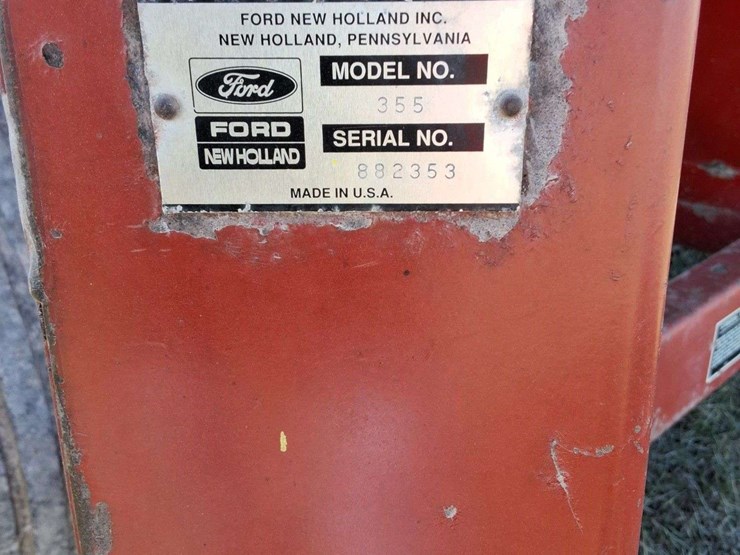 FORD NEW HOLLAND INC.
NEW HOLLAND, PENNSYLVANIA
Ford
MODEL NO.
355
FORD
NEW HOLLAND
SERIAL NO.
882353
MADE IN U.S.A.